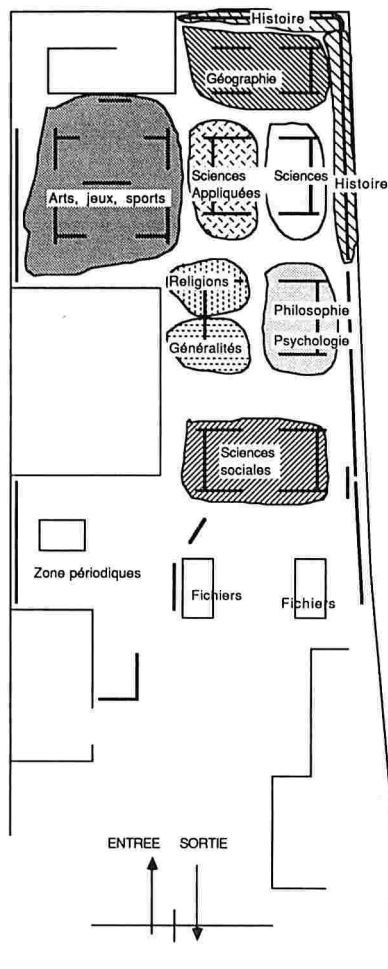 Histoire
Géographie
Sciences
Appliquées
Sciences
Histoire
Arts, jeux, sports
Religions
Philosophie
Psychologie
Généralités
Sciences
sociales
Zone périodiques
Fichiers
Fichiers
ENTREE SORTIE